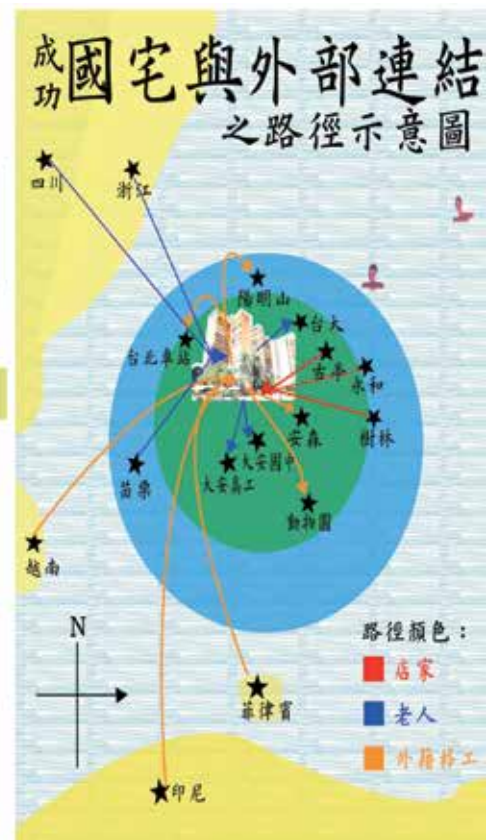 成功國宅與外部連結
之路徑示意圖
四川
浙江
陽明山
台大
台北車站
古亭
永和
樹林
安森
大安國中
大安高工
苗栗
動物園
越南
N
路徑顏色：
店家
老人
外籍移工
菲律賓
印尼